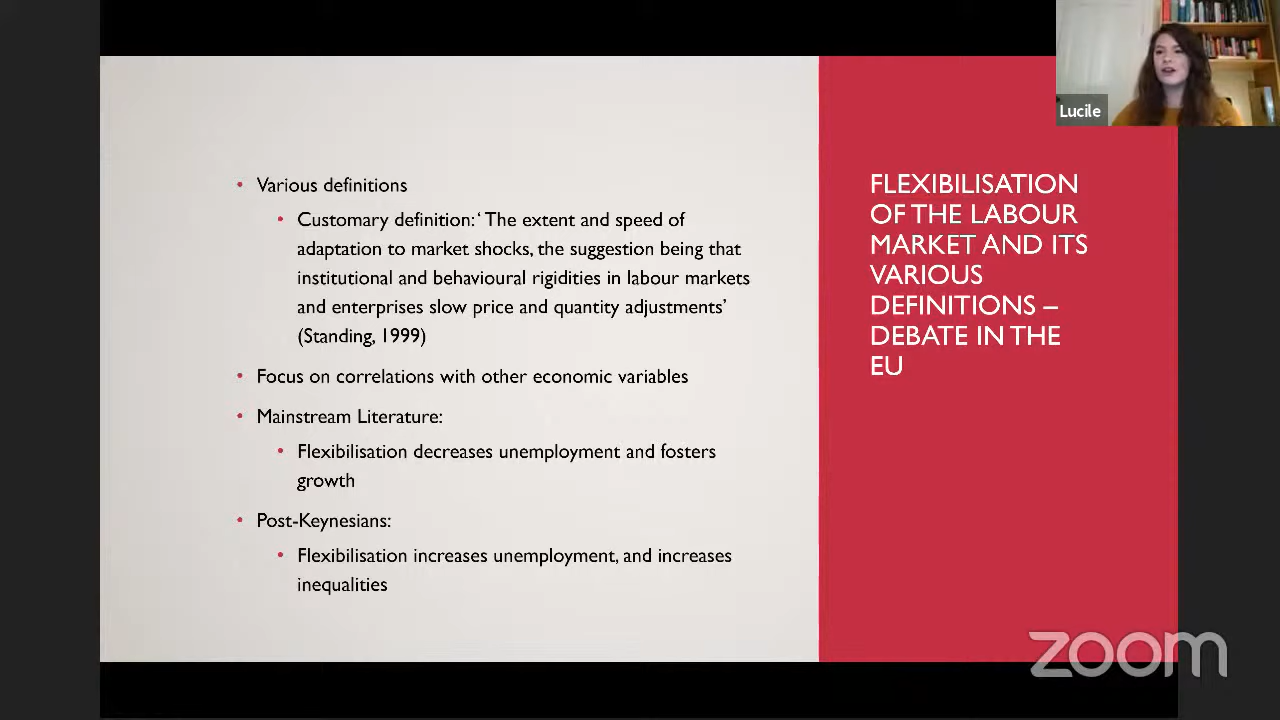 Lucile
FLEXIBILISATION
OF THE LABOUR
MARKET AND ITS
VARIOUS
DEFINITIONS –
DEBATE IN THE
EU
• Various definitions
• Customary definition: ‘ The extent and speed of
adaptation to market shocks, the suggestion being that
institutional and behavioural rigidities in labour markets
and enterprises slow price and quantity adjustments’
(Standing, 1999)
• Focus on correlations with other economic variables
• Mainstream Literature:
• Flexibilisation decreases unemployment and fosters
growth
• Post-Keynesians:
• Flexibilisation increases unemployment, and increases
inequalities
zoom